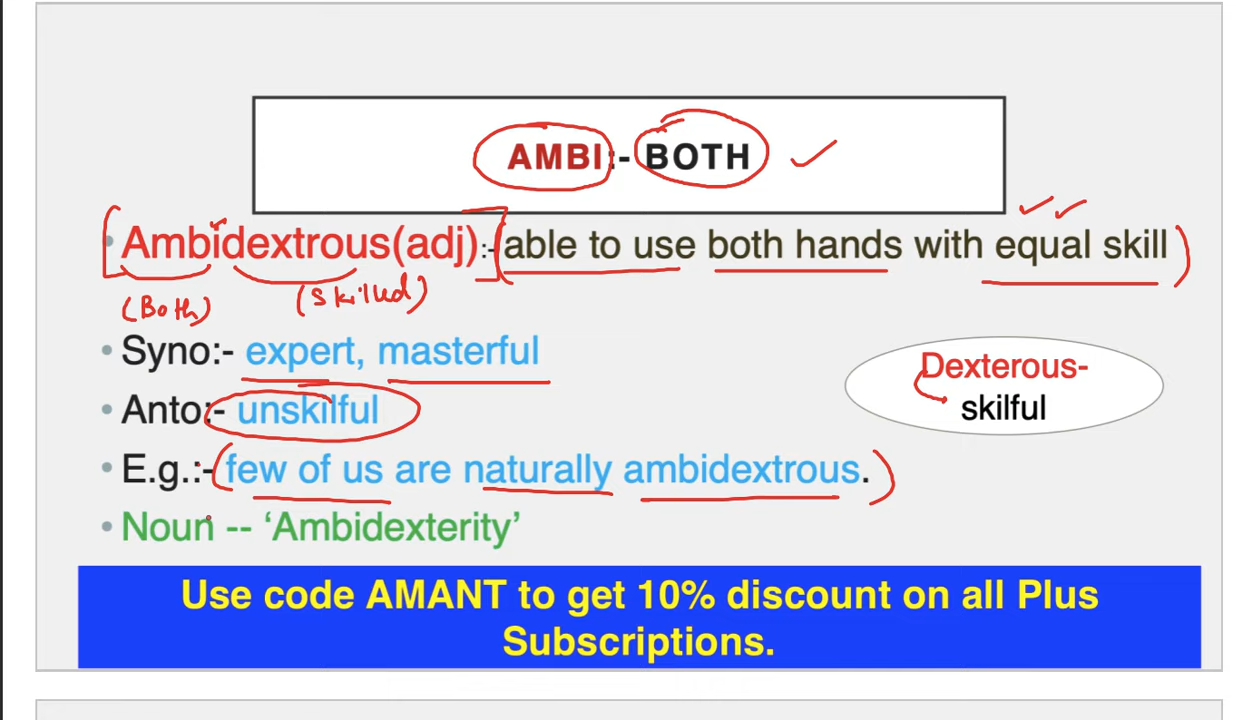 AMBI:- BOTH
• Ambidextrous(adj):- able to use both hands with equal skill
(Both) (Skilled)
• Syno:- expert, masterful
Dexterous-
skilful
• Anto:- unskilful
• E.g.:- few of us are naturally ambidextrous.
• Noun -- ‘Ambidexterity’
Use code AMANT to get 10% discount on all Plus
Subscriptions.